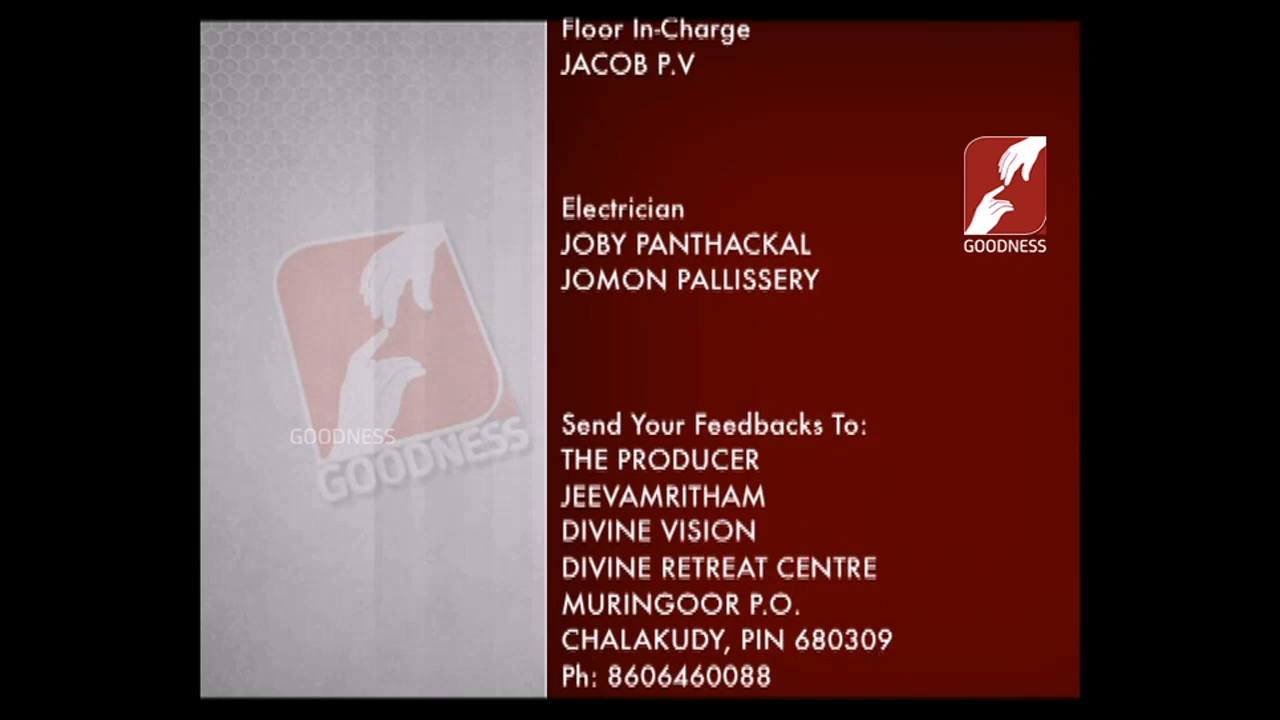 Floor In-Charge
JACOB P.V
Electrician
JOBY PANTHACKAL
JOMON PALLISSERY
GOODNESS
GOODNESS
GOODNESS
Send Your Feedbacks To:
THE PRODUCER
JEEVAMRITHAM
DIVINE VISION
DIVINE RETREAT CENTRE
MURINGOOR P.O.
CHALAKUDY, PIN 680309
Ph: 8606460088